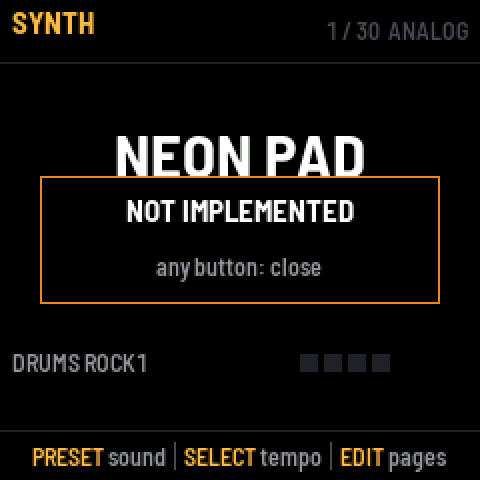 SYNTH
1 / 30 ANALOG
NEON PAD
NOT IMPLEMENTED
any button: close
DRUMS ROCK 1
PRESET sound | SELECT tempo | EDIT pages